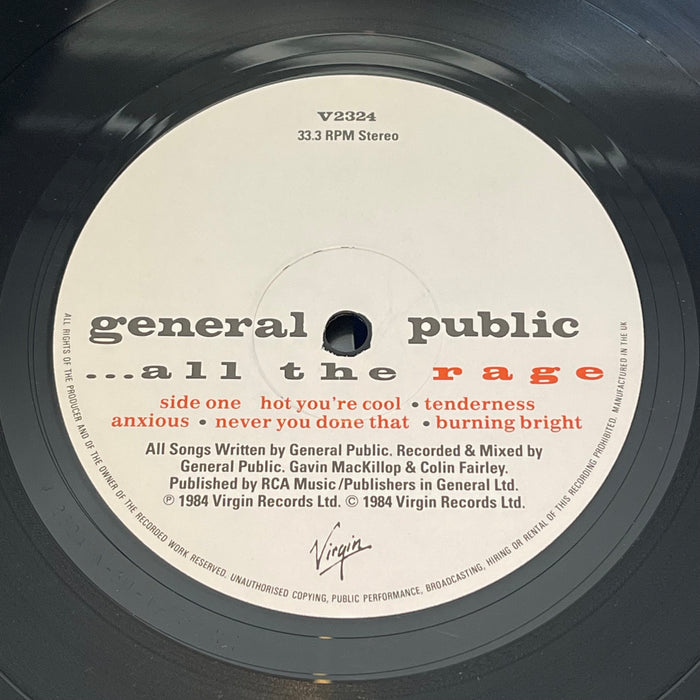 V2324
33.3 RPM Stereo
general public
...all the rage
side one hot you're cool • tenderness
anxious • never you done that • burning bright
All Songs Written by General Public. Recorded & Mixed by
General Public. Gavin MacKillop & Colin Fairley.
Published by RCA Music/Publishers in General Ltd.
℗ 1984 Virgin Records Ltd. © 1984 Virgin Records Ltd.
Virgin
ALL RIGHTS OF THE PRODUCER AND OF THE OWNER OF THE RECORDED WORK RESERVED. UNAUTHORISED COPYING, PUBLIC PERFORMANCE, BROADCASTING, HIRING OR RENTAL OF THIS RECORDING PROHIBITED. MANUFACTURED IN THE UK